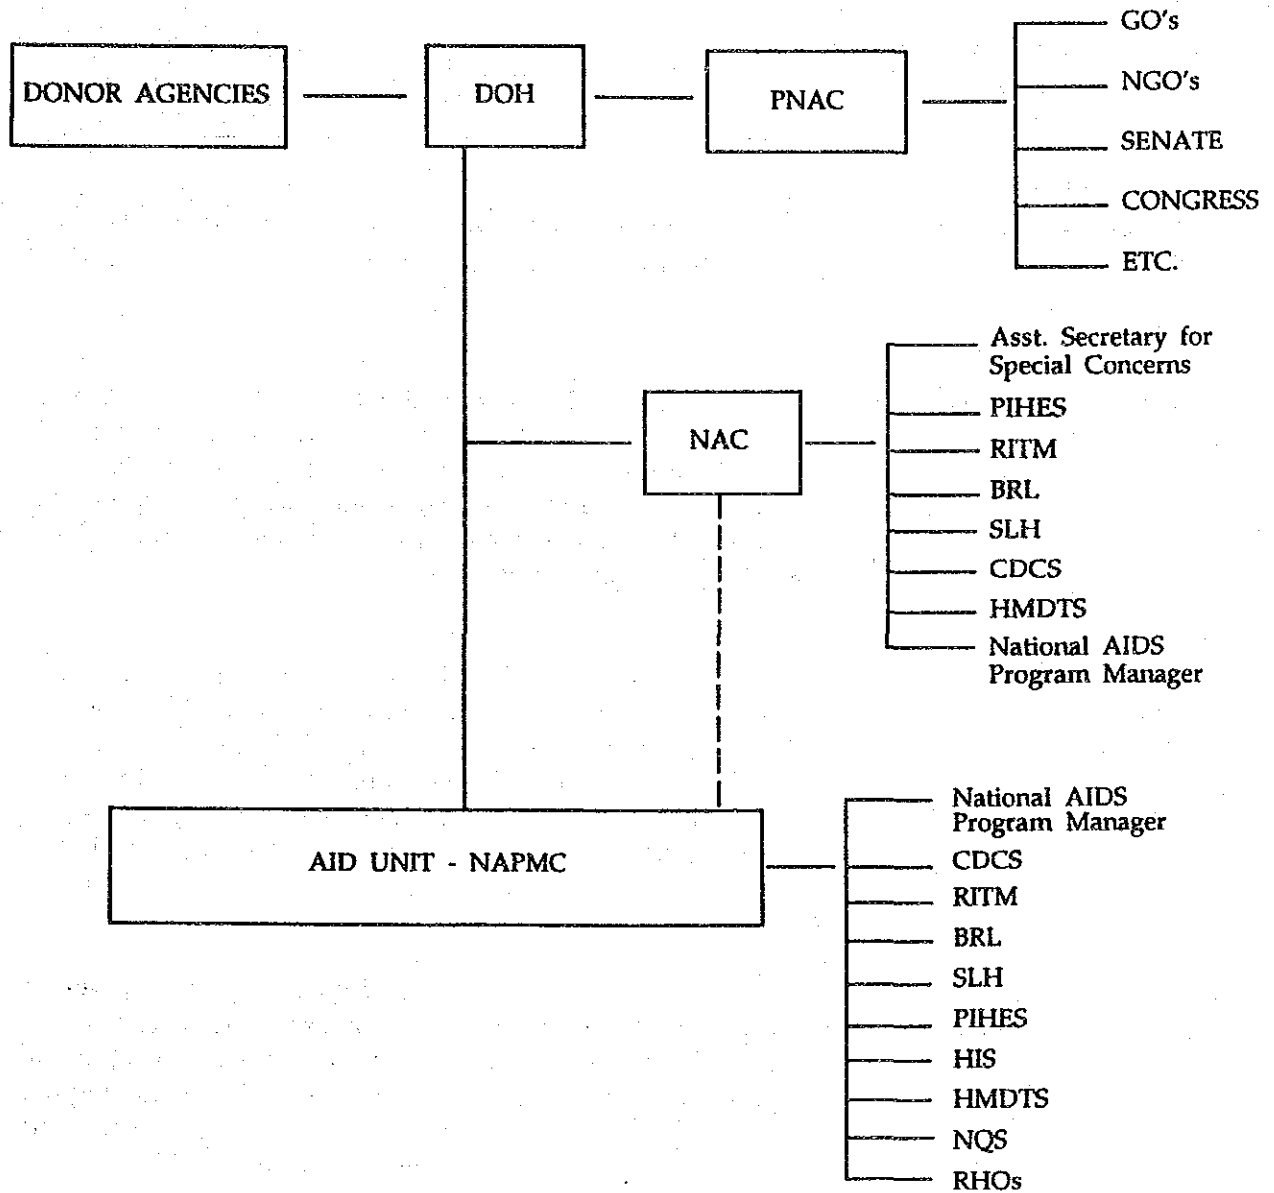 DONOR AGENCIES
DOH
PNAC
GO's
NGO's
SENATE
CONGRESS
ETC.
NAC
Asst. Secretary for
Special Concerns
PIHES
RITM
BRL
SLH
CDCS
HMDTS
National AIDS
Program Manager
AID UNIT - NAPMC
National AIDS
Program Manager
CDCS
RITM
BRL
SLH
PIHES
HIS
HMDTS
NQS
RHOs